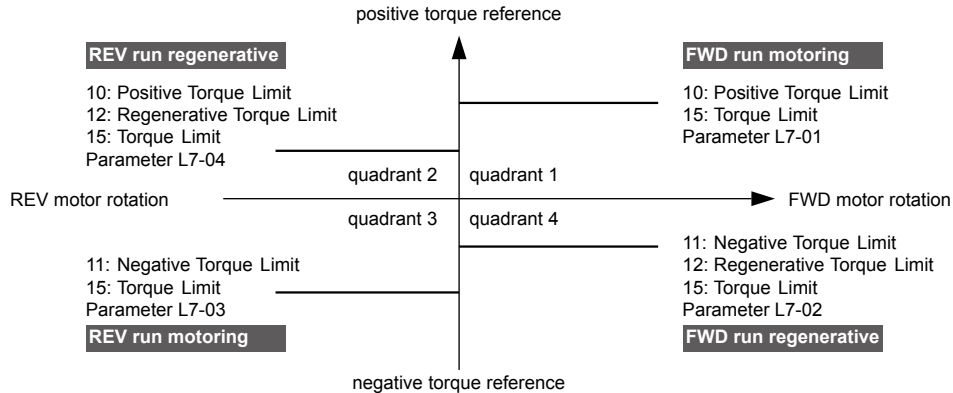 positive torque reference
REV run regenerative
10: Positive Torque Limit
12: Regenerative Torque Limit
15: Torque Limit
Parameter L7-04
FWD run motoring
10: Positive Torque Limit
15: Torque Limit
Parameter L7-01
quadrant 2
quadrant 1
REV motor rotation
FWD motor rotation
quadrant 3
quadrant 4
11: Negative Torque Limit
15: Torque Limit
Parameter L7-03
REV run motoring
11: Negative Torque Limit
12: Regenerative Torque Limit
15: Torque Limit
Parameter L7-02
FWD run regenerative
negative torque reference